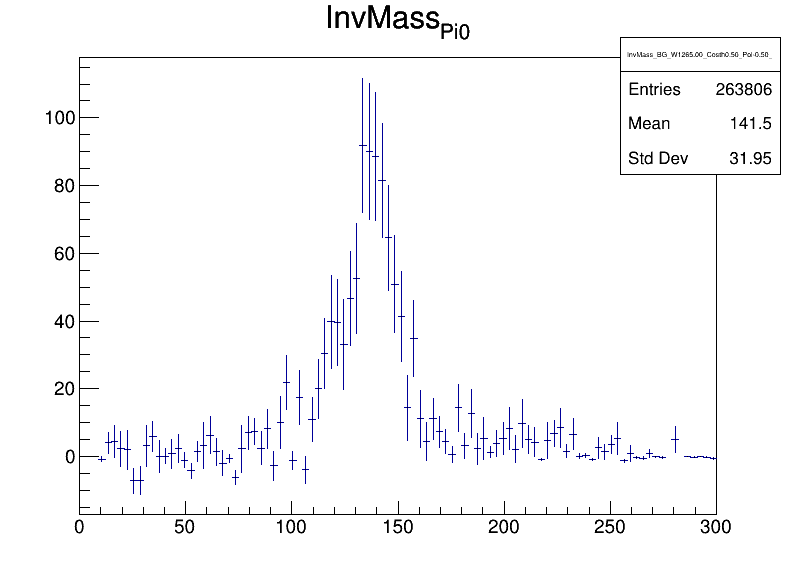 InvMass_Pi0
InvMass_BG_W1265.00_Costh0.50_Pol-0.50_
Entries 263806
Mean 141.5
Std Dev 31.95
100
80
60
40
20
0
0 50 100 150 200 250 300